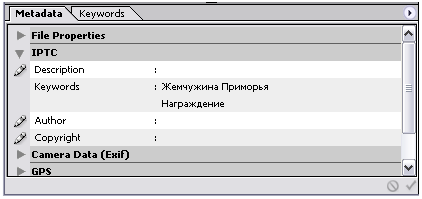 Metadata Keywords
File Properties
IPTC
Description :
Keywords : Жемчужина Приморья
Награждение
Author :
Copyright :
Camera Data (Exif)
GPS